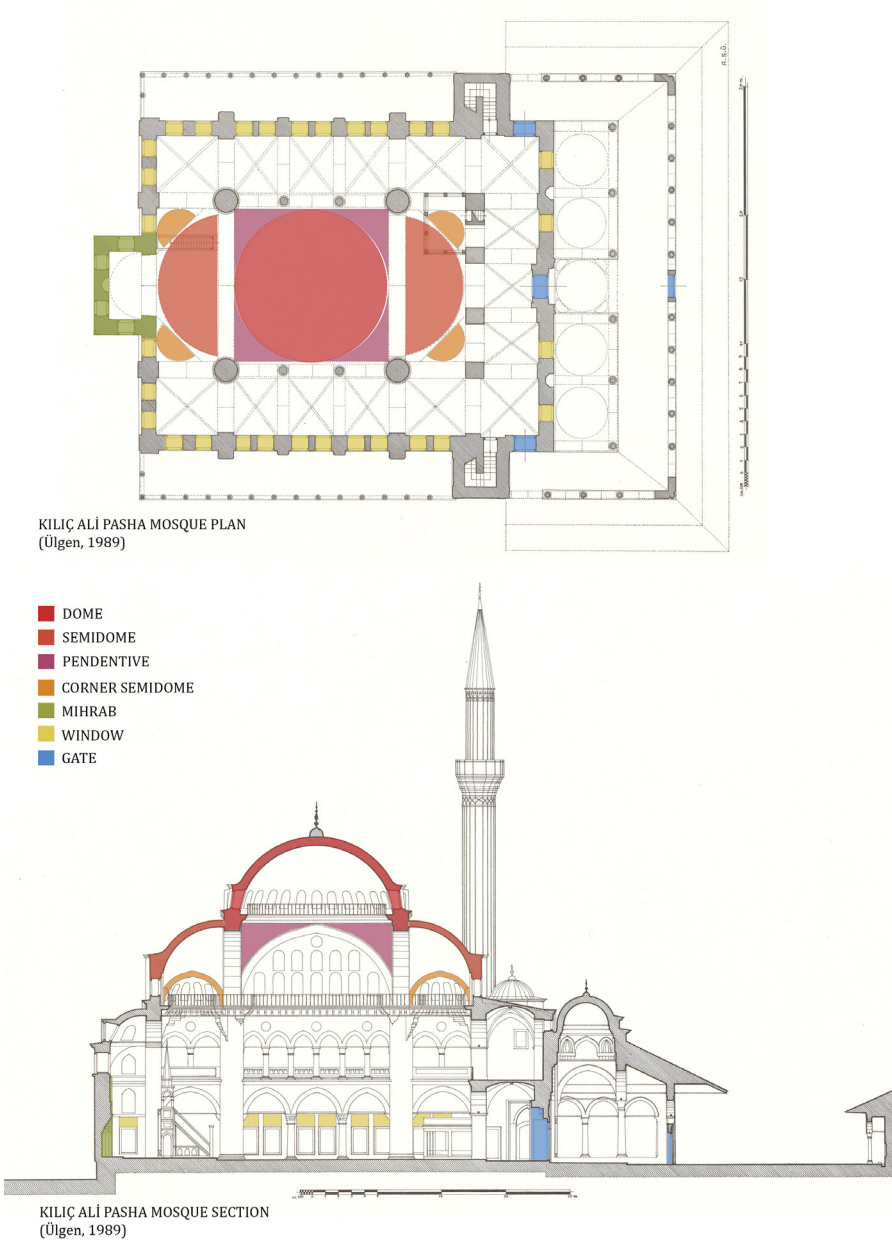 A.S.Ü.
KILIÇ ALİ PASHA MOSQUE PLAN
(Ülgen, 1989)
DOME
SEMIDOME
PENDENTIVE
CORNER SEMIDOME
MIHRAB
WINDOW
GATE
KILIÇ ALİ PASHA MOSQUE SECTION
(Ülgen, 1989)